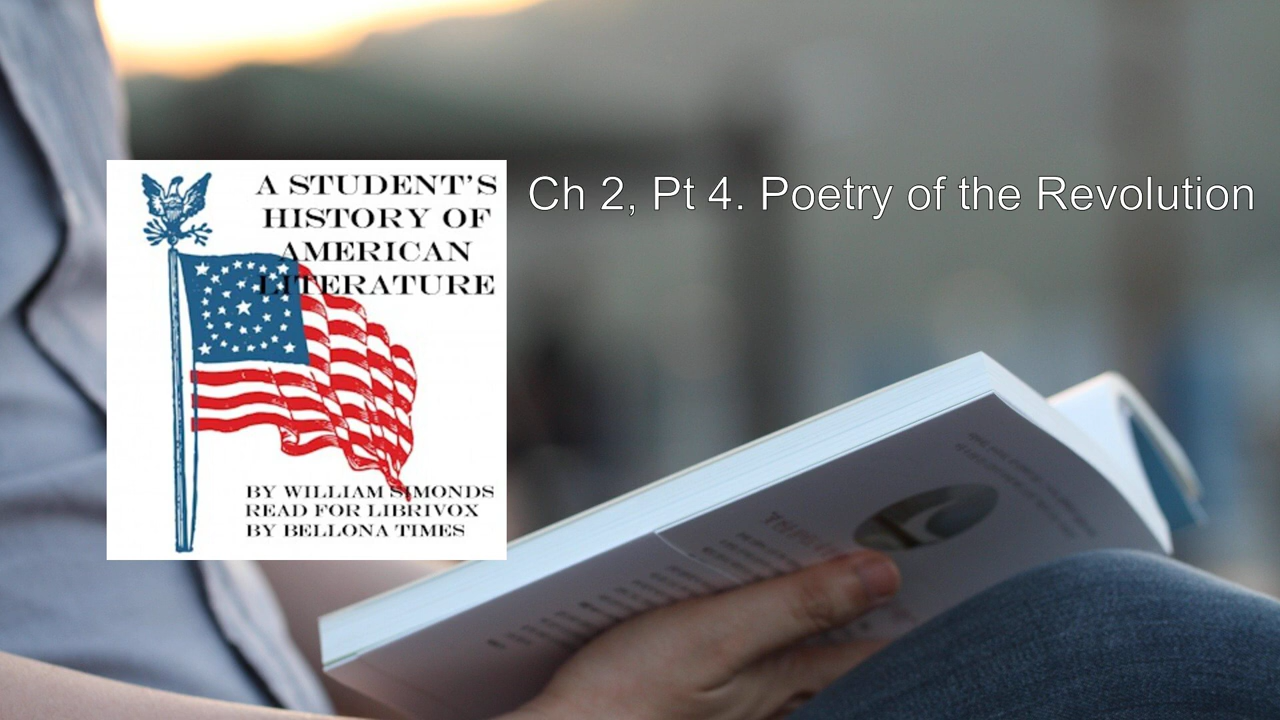 A STUDENT'S
HISTORY OF
AMERICAN
LITERATURE
BY WILLIAM SIMONDS
READ FOR LIBRIVOX
BY BELLONA TIMES
Ch 2, Pt 4. Poetry of the Revolution